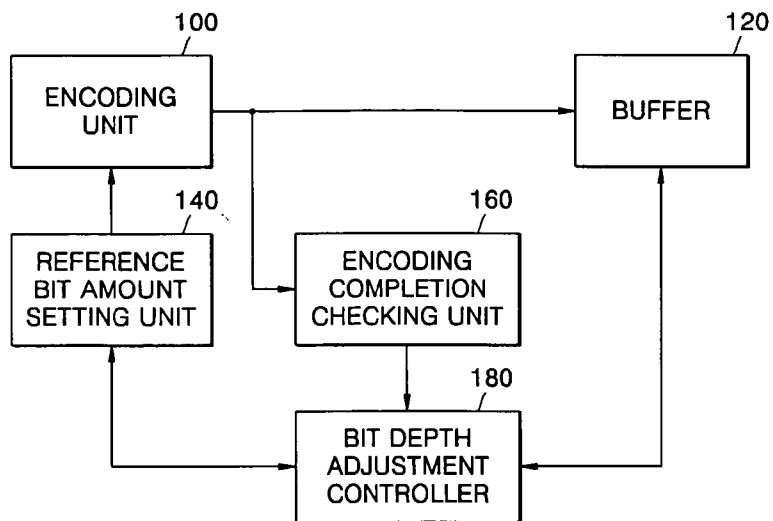 100
ENCODING
UNIT
120
BUFFER
140
REFERENCE
BIT AMOUNT
SETTING UNIT
160
ENCODING
COMPLETION
CHECKING UNIT
180
BIT DEPTH
ADJUSTMENT
CONTROLLER